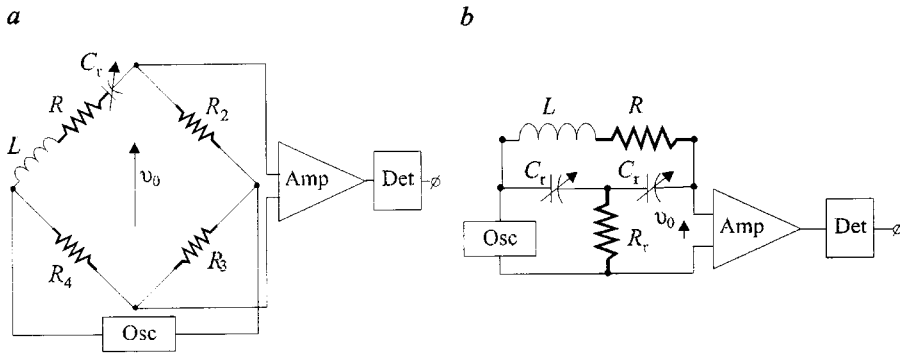 a
b
C_r
R
R_2
L
υ_0
Amp
Det
R_4
R_3
Osc
L
R
C_r
C_r
υ_0
Osc
R_r
Amp
Det